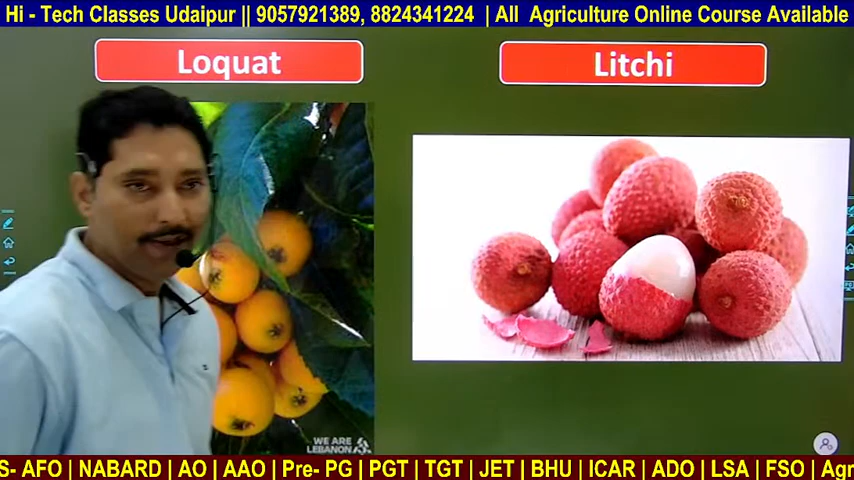 Hi - Tech Classes Udaipur || 9057921389, 8824341224 | All Agriculture Online Course Available
Loquat
Litchi
WE ARE
LEBANON
S- AFO | NABARD | AO | AAO | Pre- PG | PGT | TGT | JET | BHU | ICAR | ADO | LSA | FSO | Agr